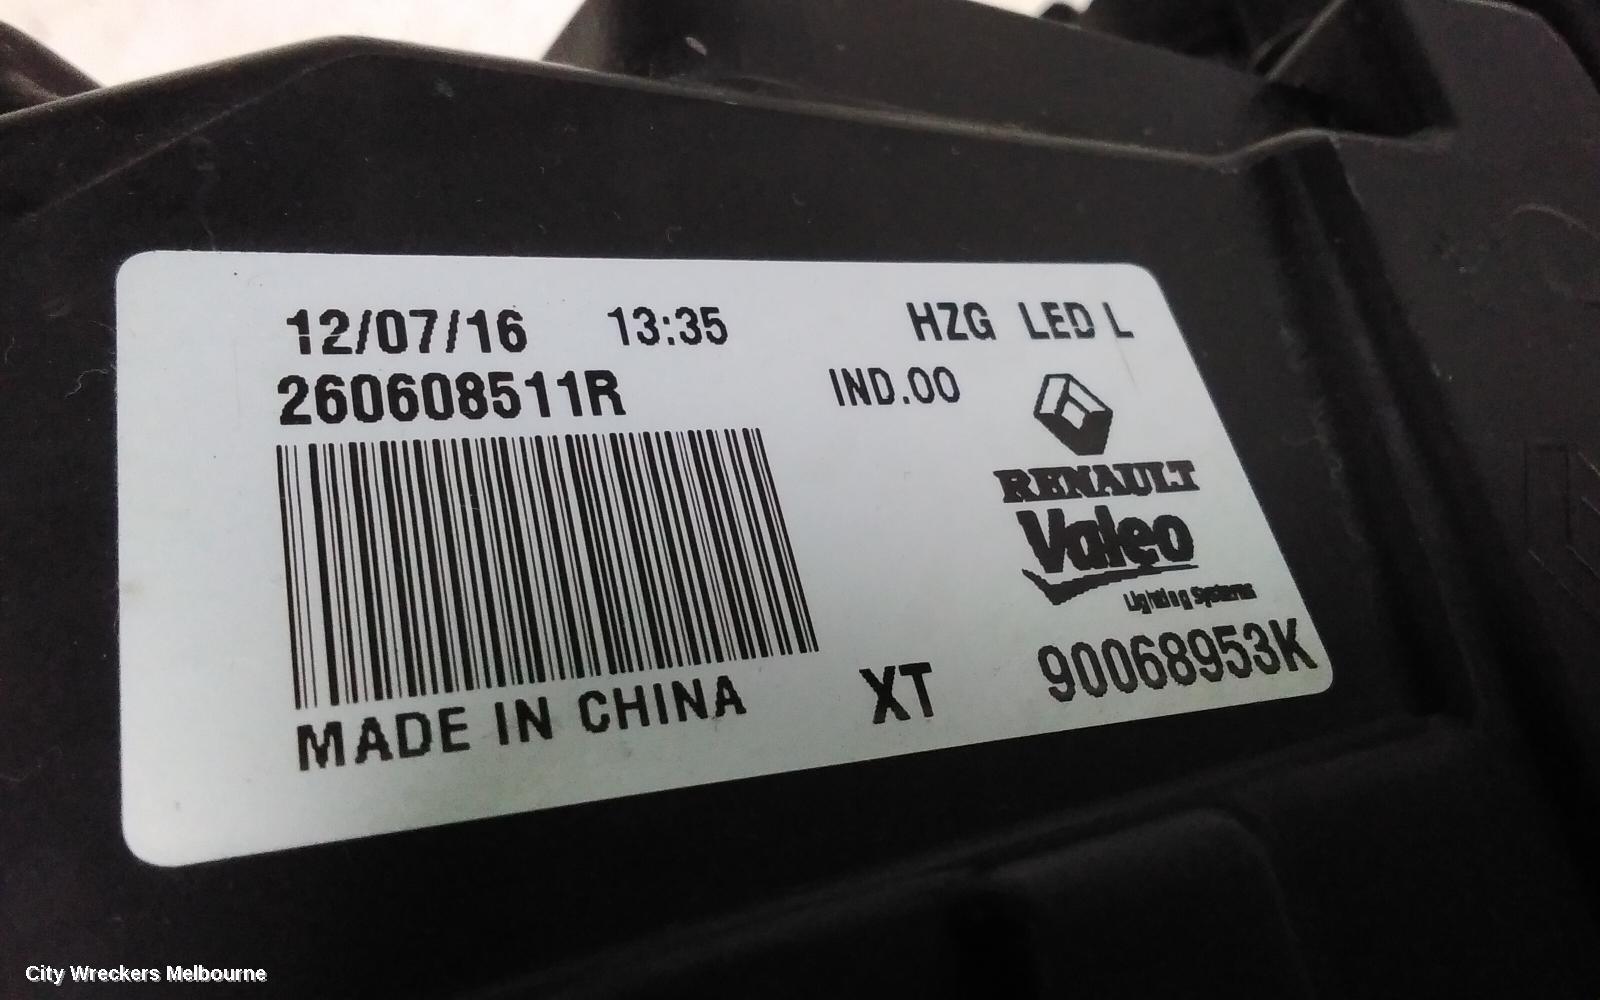 12/07/16 13:35 HZG LED L
260608511R IND.00
RENAULT
Valeo
Lighting Systems
MADE IN CHINA XT 90068953K
City Wreckers Melbourne